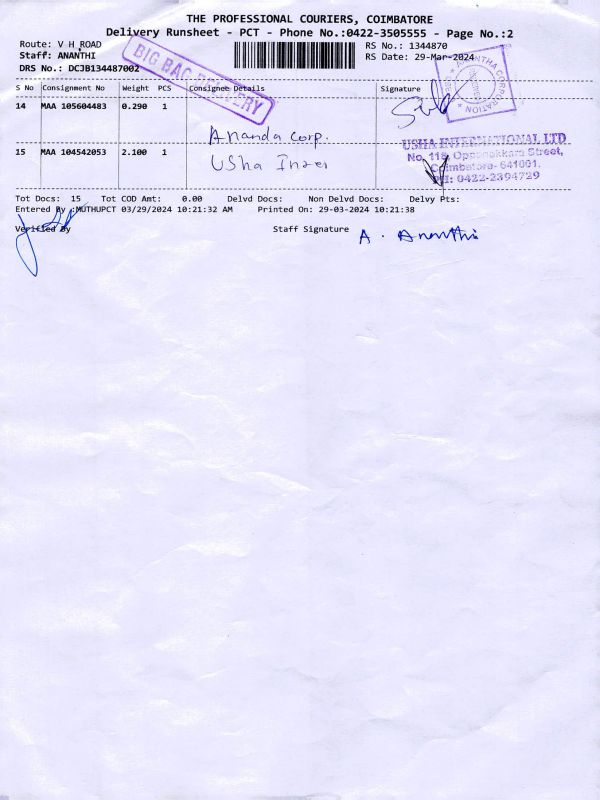 THE PROFESSIONAL COURIERS, COIMBATORE
Delivery Runsheet - PCT - Phone No.:0422-3505555 - Page No.:2
Route: V H ROAD
RS No.: 1344870
Staff: ANANTHI
RS Date: 29-Mar-2024
DRS No.: DCJB134487002
BIG BAG DELIVERY
S No Consignment No Weight PCS Consignee Details Signature
14 MAA 105604483 0.290 1
CORPORATION
Ananda Corp.
15 MAA 104542053 2.100 1
USha Inter
USHA INTERNATIONAL LTD
No. 118, Oppanakkara Street,
Coimbatore- 641001.
0422-2394729
Tot Docs: 15 Tot COD Amt: 0.00 Delvd Docs: Non Delvd Docs: Delvy Pts:
Entered By :MUTHUPCT 03/29/2024 10:21:32 AM Printed On: 29-03-2024 10:21:38
Verified By
Staff Signature A. Ananthi